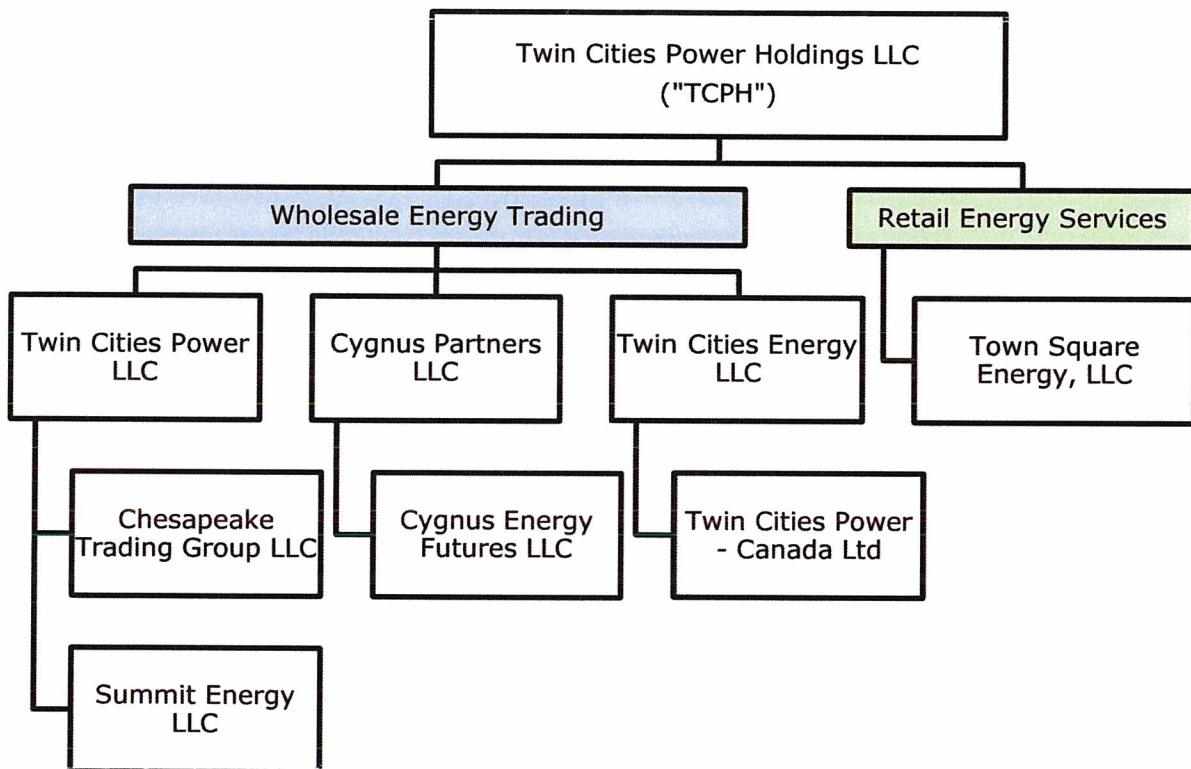 Twin Cities Power Holdings LLC
("TCPH")
Wholesale Energy Trading
Retail Energy Services
Twin Cities Power
LLC
Cygnus Partners
LLC
Twin Cities Energy
LLC
Town Square
Energy, LLC
Chesapeake
Trading Group LLC
Cygnus Energy
Futures LLC
Twin Cities Power
- Canada Ltd
Summit Energy
LLC